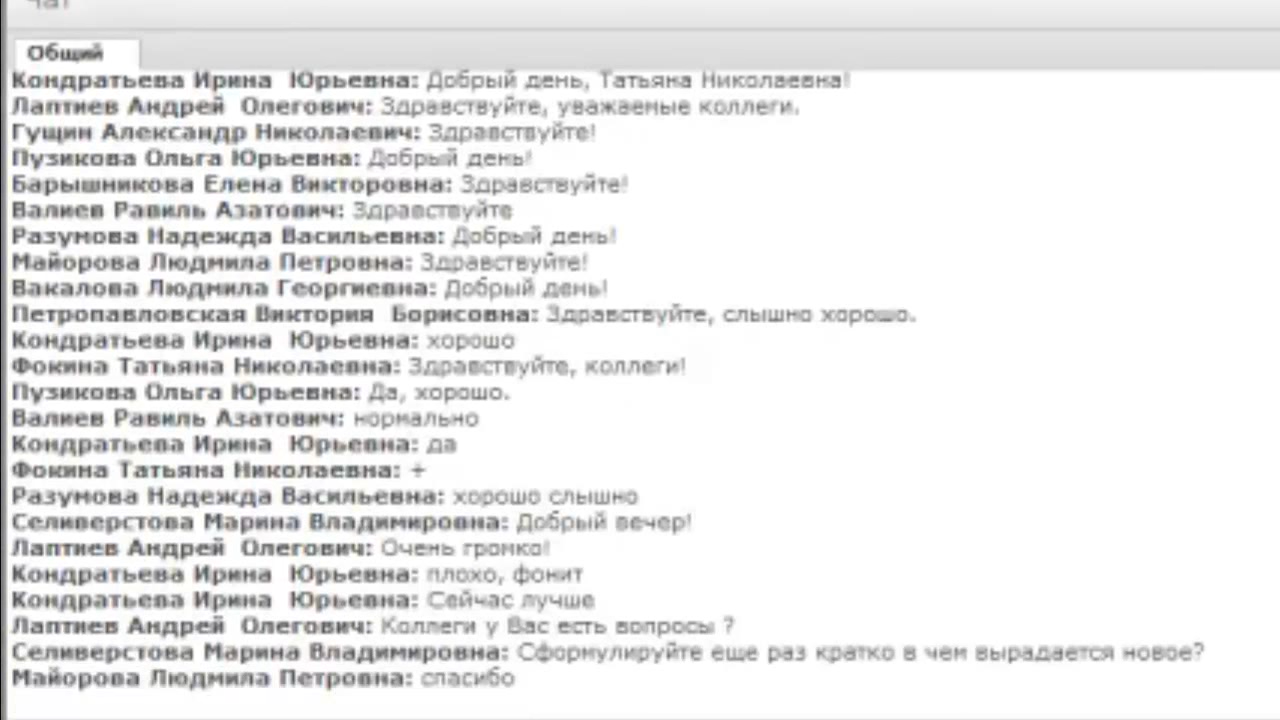 Чат
Общий
Кондратьева Ирина Юрьевна: Добрый день, Татьяна Николаевна!
Лаптиев Андрей Олегович: Здравствуйте, уважаемые коллеги.
Гущин Александр Николаевич: Здравствуйте!
Пузикова Ольга Юрьевна: Добрый день!
Барышникова Елена Викторовна: Здравствуйте!
Валиев Равиль Азатович: Здравствуйте
Разумова Надежда Васильевна: Добрый день!
Майорова Людмила Петровна: Здравствуйте!
Вакалова Людмила Георгиевна: Добрый день!
Петропавловская Виктория Борисовна: Здравствуйте, слышно хорошо.
Кондратьева Ирина Юрьевна: хорошо
Фокина Татьяна Николаевна: Здравствуйте, коллеги!
Пузикова Ольга Юрьевна: Да, хорошо.
Валиев Равиль Азатович: нормально
Кондратьева Ирина Юрьевна: да
Фокина Татьяна Николаевна: +
Разумова Надежда Васильевна: хорошо слышно
Селиверстова Марина Владимировна: Добрый вечер!
Лаптиев Андрей Олегович: Очень громко!
Кондратьева Ирина Юрьевна: плохо, фонит
Кондратьева Ирина Юрьевна: Сейчас лучше
Лаптиев Андрей Олегович: Коллеги у Вас есть вопросы ?
Селиверстова Марина Владимировна: Сформулируйте еще раз кратко в чем вырадается новое?
Майорова Людмила Петровна: спасибо